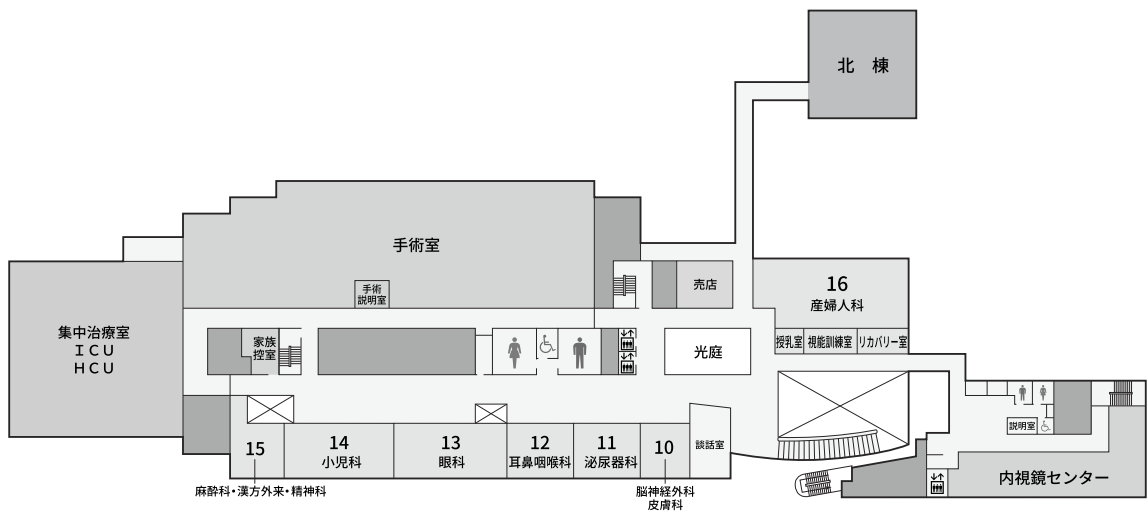 北 棟
手術室
手術
説明室
売店
16
産婦人科
集中治療室
ICU
HCU
家族
控室
光庭
授乳室
視能訓練室
リカバリー室
説明室
15
14
小児科
13
眼科
12
耳鼻咽喉科
11
泌尿器科
10
談話室
内視鏡センター
麻酔科・漢方外来・精神科
脳神経外科
皮膚科